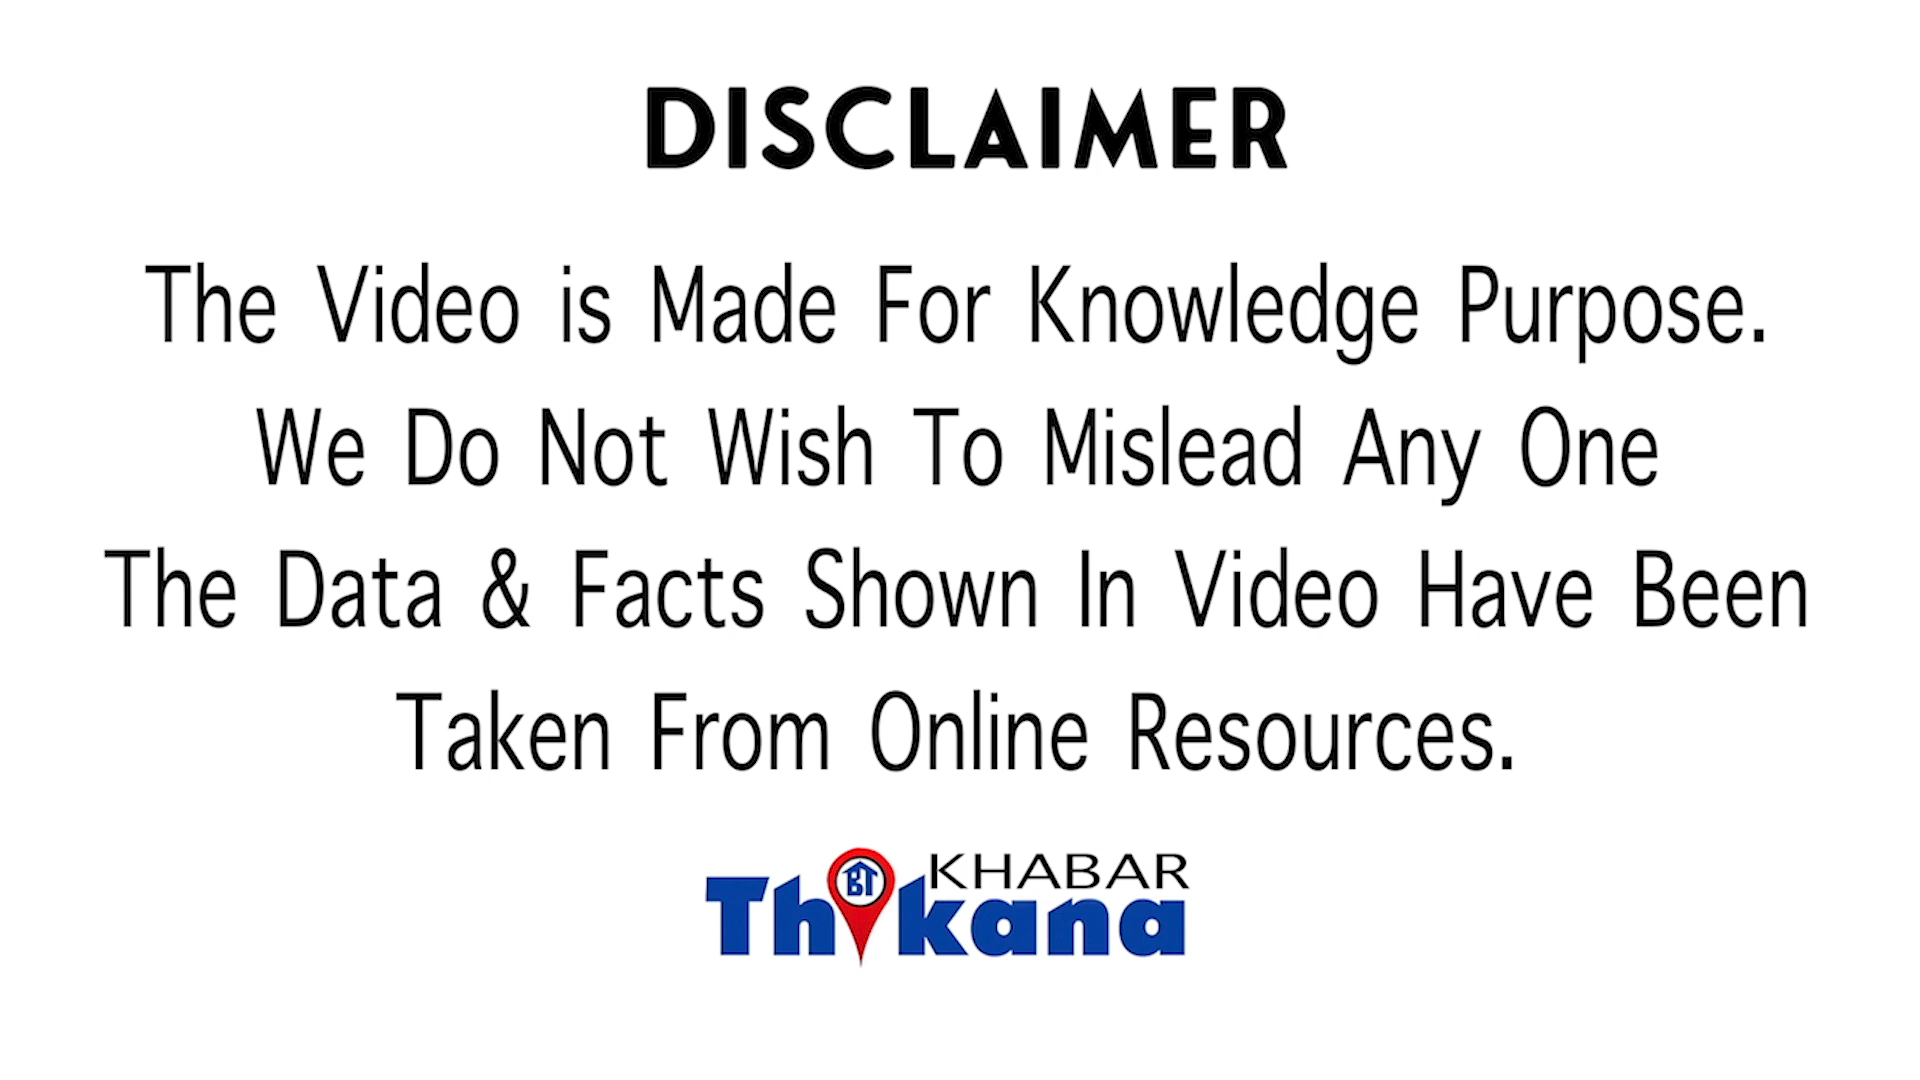 DISCLAIMER
The Video is Made For Knowledge Purpose.
We Do Not Wish To Mislead Any One
The Data & Facts Shown In Video Have Been
Taken From Online Resources.
KHABAR
BT
Thikana